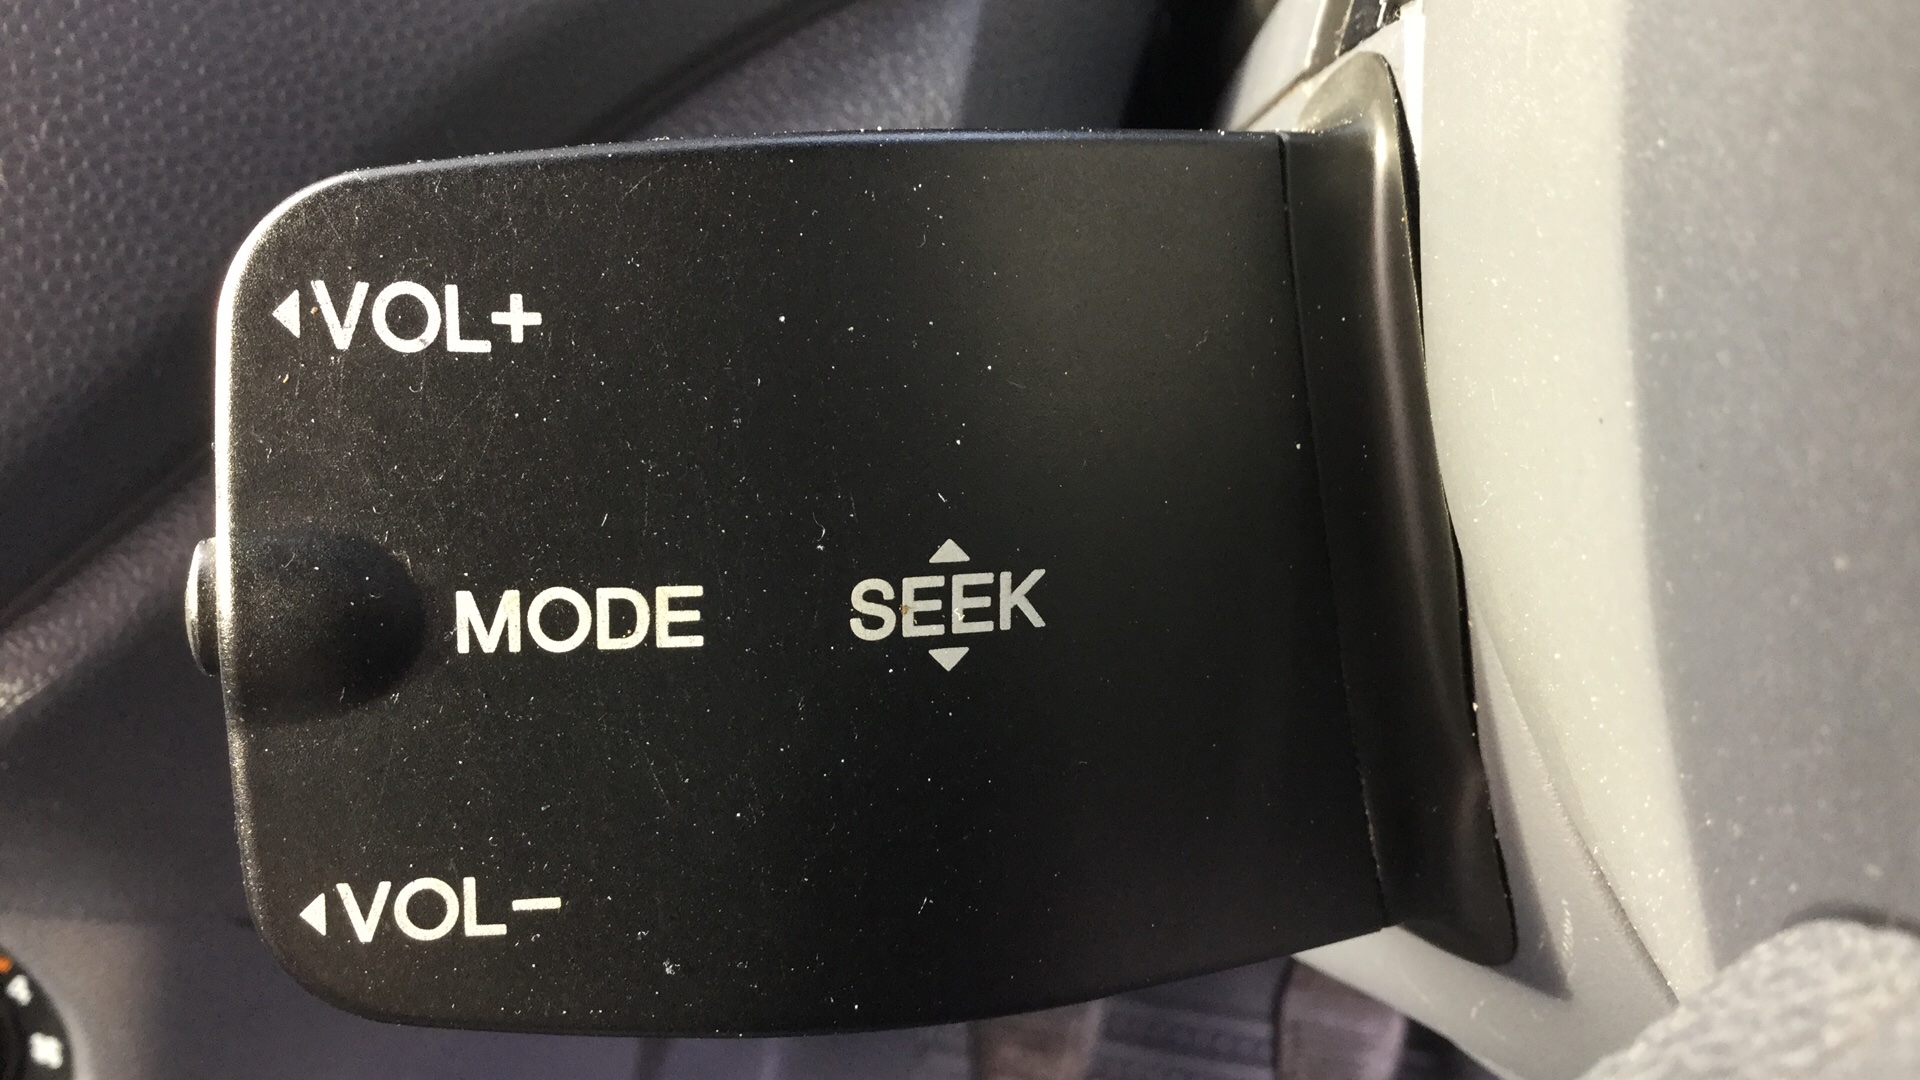 ◀VOL+
MODE
▲
SEEK
▼
◀VOL−